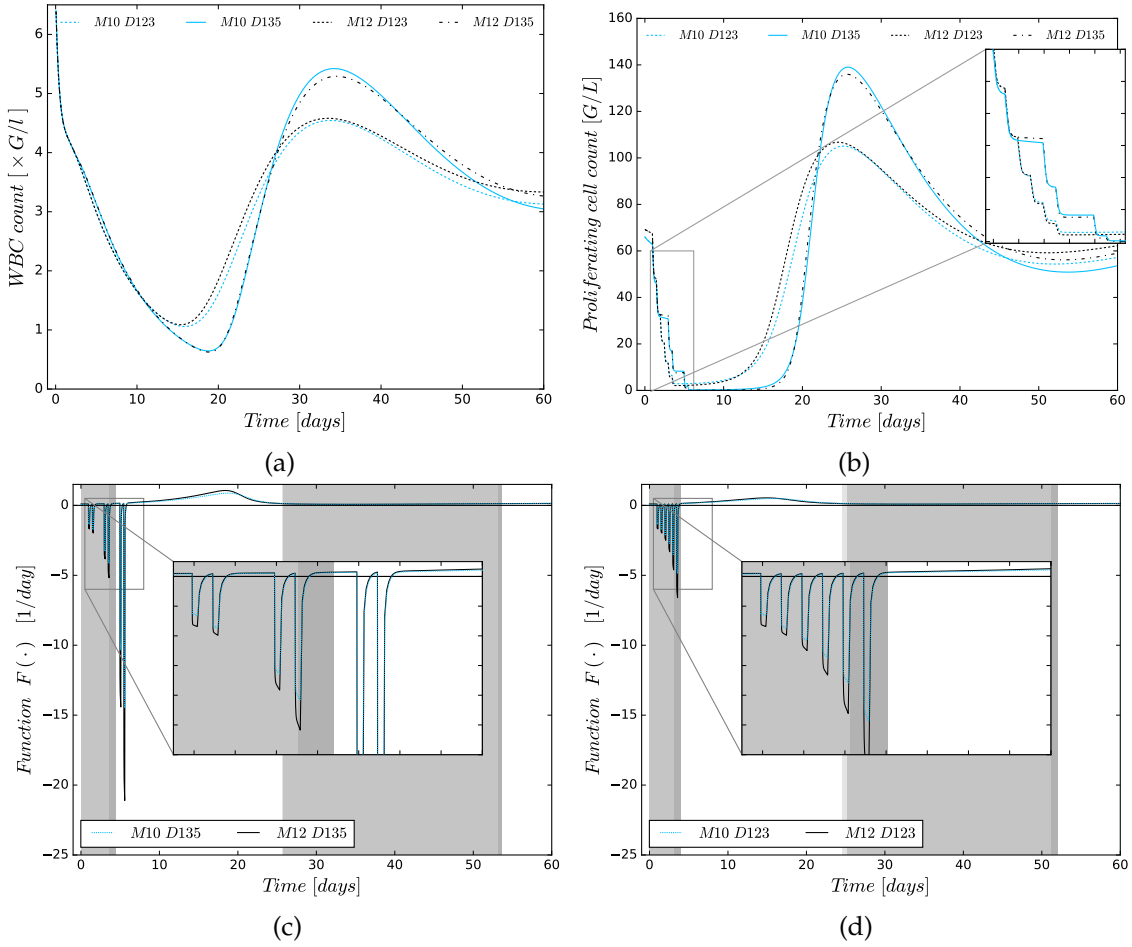 M10 D123 M10 D135 M12 D123 M12 D135
WBC count [× G/l]
6
5
4
3
2
1
0
0 10 20 30 40 50 60
Time [days]
(a)
M10 D123 M10 D135 M12 D123 M12 D135
Proliferating cell count [G/L]
160
140
120
100
80
60
40
20
0
0 10 20 30 40 50 60
Time [days]
(b)
Function F(·) [1/day]
0
−5
−10
−15
−20
−25
M10 D135 M12 D135
0 10 20 30 40 50 60
Time [days]
(c)
Function F(·) [1/day]
0
−5
−10
−15
−20
−25
M10 D123 M12 D123
0 10 20 30 40 50 60
Time [days]
(d)